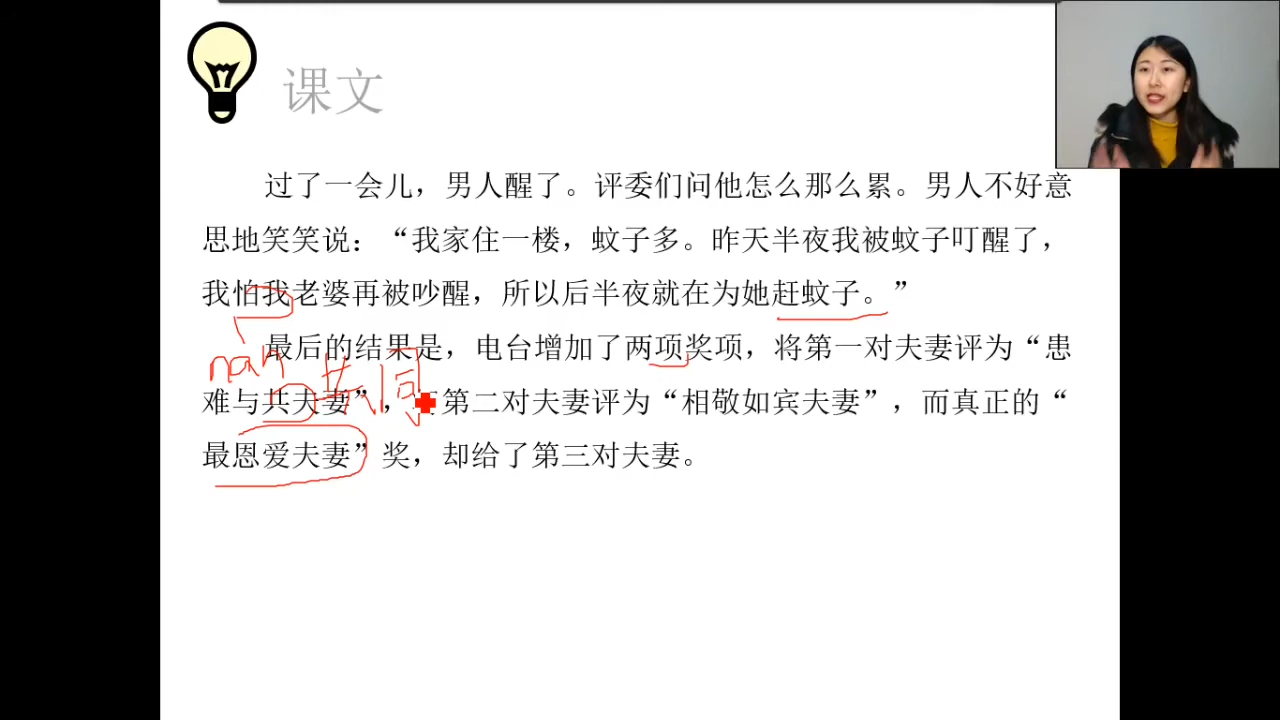 课文
过了一会儿，男人醒了。评委们问他怎么那么累。男人不好意
思地笑笑说：“我家住一楼，蚊子多。昨天半夜我被蚊子叮醒了，
我怕我老婆再被吵醒，所以后半夜就在为她赶蚊子。”
最后的结果是，电台增加了两项奖项，将第一对夫妻评为“患
nan 共同
难与共夫妻”，第二对夫妻评为“相敬如宾夫妻”，而真正的“
最恩爱夫妻”奖，却给了第三对夫妻。